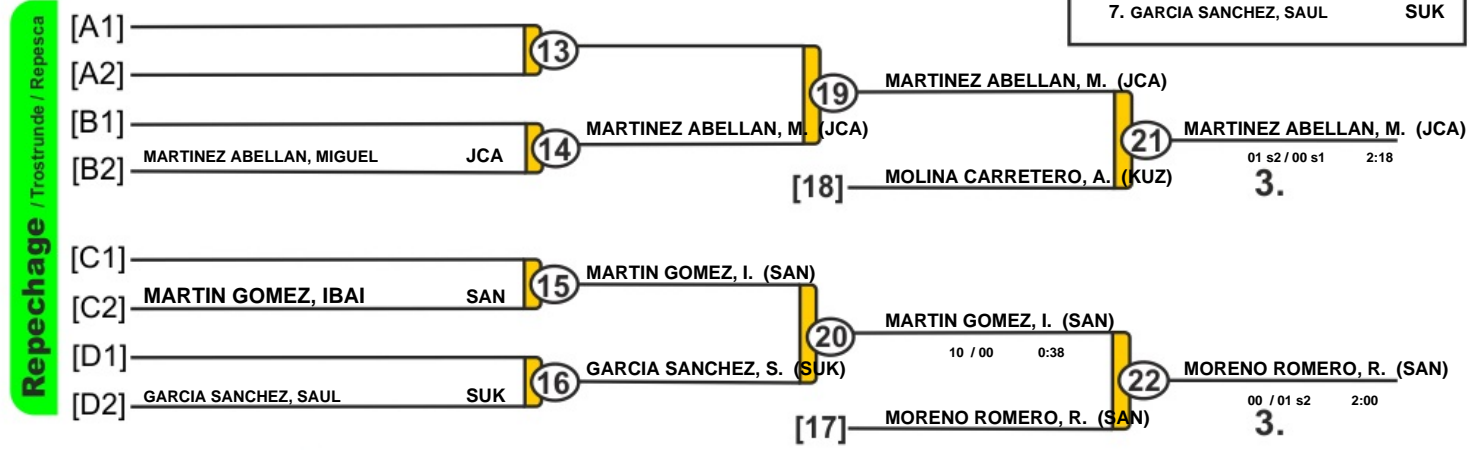 Repechage / Trostrunde / Repesca
7. GARCIA SANCHEZ, SAUL SUK
[A1]
13
[A2]
19
MARTINEZ ABELLAN, M. (JCA)
[B1]
14
MARTINEZ ABELLAN, M. (JCA)
21
MARTINEZ ABELLAN, M. (JCA)
[B2] MARTINEZ ABELLAN, MIGUEL JCA
01 s2 / 00 s1 2:18
[18] MOLINA CARRETERO, A. (KUZ)
3.
[C1]
15
MARTIN GOMEZ, I. (SAN)
[C2] MARTIN GOMEZ, IBAI SAN
20
MARTIN GOMEZ, I. (SAN)
10 / 00 0:38
[D1]
16
GARCIA SANCHEZ, S. (SUK)
22
MORENO ROMERO, R. (SAN)
[D2] GARCIA SANCHEZ, SAUL SUK
00 / 01 s2 2:00
[17] MORENO ROMERO, R. (SAN)
3.